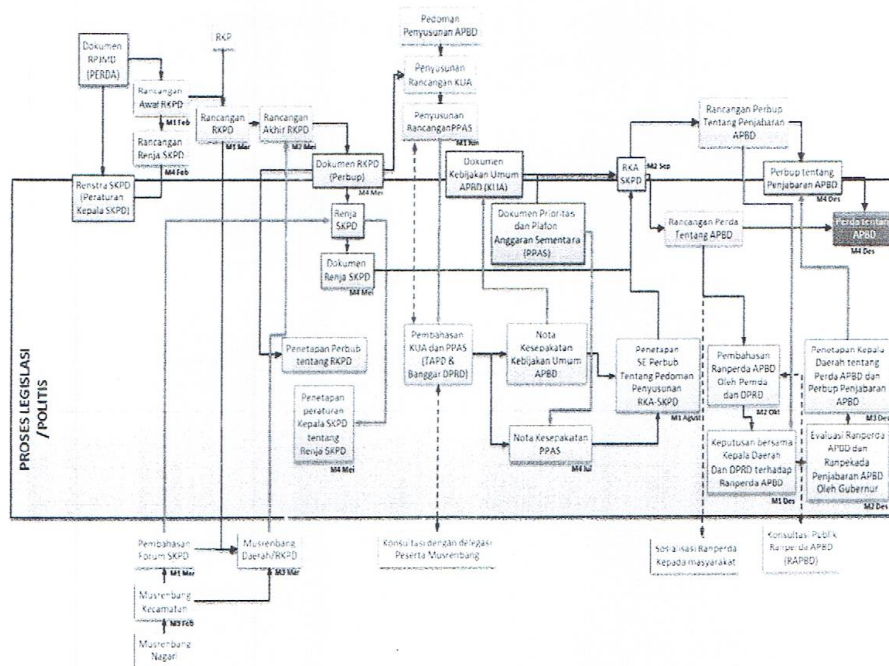 Dokumen
RPJMD
(PERDA)
RKP
Pedoman
Penyusunan APBD
Penyusunan
Rancangan KUA
Penyusunan
Rancangan PPAS
M1 Jun
Rancangan
Awal RKPD
M1 Feb
Rancangan
RKPD
M1 Mar
Rancangan
Akhir RKPD
M2 Mei
Rancangan
Renja SKPD
M4 Feb
Renstra SKPD
(Peraturan
Kepala SKPD)
Dokumen RKPD
(Perbup)
M4 Mei
Renja
SKPD
Dokumen
Renja SKPD
M4 Mei
Dokumen
Kebijakan Umum
APRD (KUA)
Dokumen Prioritas
dan Plafon
Anggaran Sementara
(PPAS)
RKA
SKPD
M2 Sep
Rancangan Perbup
Tentang Penjabaran
APBD
Perbup tentang
Penjabaran APBD
M4 Des
Rancangan Perda
Tentang APBD
Perda tentang
APBD
M4 Des
PROSES LEGISLASI
/POLITIS
Penetapan Perbub
tentang RKPD
Penetapan
peraturan
Kepala SKPD
tentang
Renja SKPD
M4 Mei
Pembahasan
KUA dan PPAS
(TAPD &
Banggar DPRD)
Nota
Kesepakatan
Kebijakan Umum
APBD
Nota Kesepakatan
PPAS
M4 Jul
Penetapan
SE Perbub
Tentang Pedoman
Penyusunan
RKA-SKPD
M1 Agust
Pembahasan
Ranperda APBD
Oleh Pemda
dan DPRD
M2 Okt
Keputusan bersama
Kepala Daerah
Dan DPRD terhadap
Ranperda APBD
M1 Des
Penetapan Kepala
Daerah tentang
Perda APBD dan
Perbup Penjabaran
APBD
M3 Des
Evaluasi Ranperda
APBD dan
Ranpekada
Penjabaran APBD
Oleh Gubernur
M2 Des
Pembahasan
Forum SKPD
M1 Mar
Musrenbang
Daerah/RKPD
M3 Mar
Musrenbang
Kecamatan
M3 Feb
Musrenbang
Nagari
Konsultasi dengan delegasi
Peserta Musrenbang
Sosialisasi Ranperda
Kepada masyarakat
Konsultasi Publik
Ranperda APBD
(RAPBD)